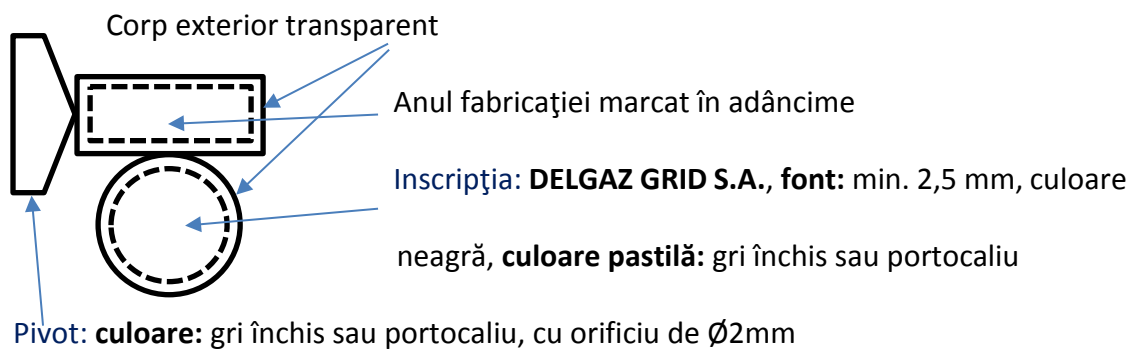 Corp exterior transparent
Anul fabricaţiei marcat în adâncime
Inscripţia: DELGAZ GRID S.A., font: min. 2,5 mm, culoare
neagră, culoare pastilă: gri închis sau portocaliu
Pivot: culoare: gri închis sau portocaliu, cu orificiu de Ø2mm